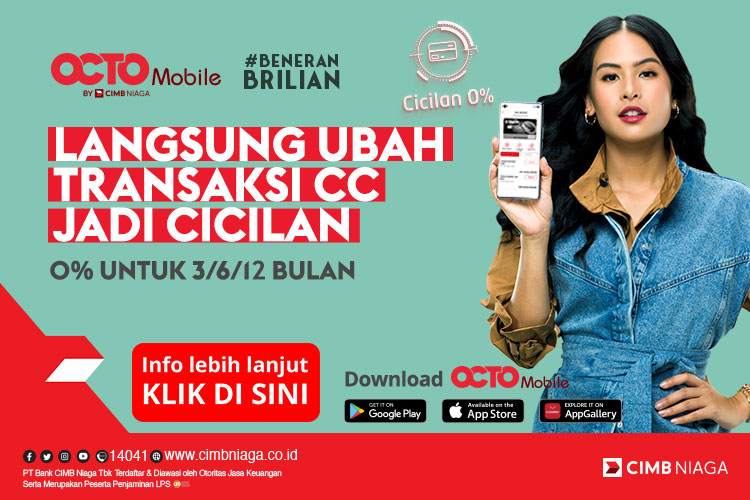 OCTO Mobile
BY CIMB NIAGA
#BENERAN
BRILIAN
Cicilan 0%
LANGSUNG UBAH
TRANSAKSI CC
JADI CICILAN
0% UNTUK 3/6/12 BULAN
Info lebih lanjut
KLIK DI SINI
Download OCTO Mobile
GET IT ON
Google Play
Available on the
App Store
EXPLORE IT ON
AppGallery
14041 www.cimbniaga.co.id
PT Bank CIMB Niaga Tbk Terdaftar & Diawasi oleh Otoritas Jasa Keuangan
Serta Merupakan Peserta Penjaminan LPS
CIMB NIAGA